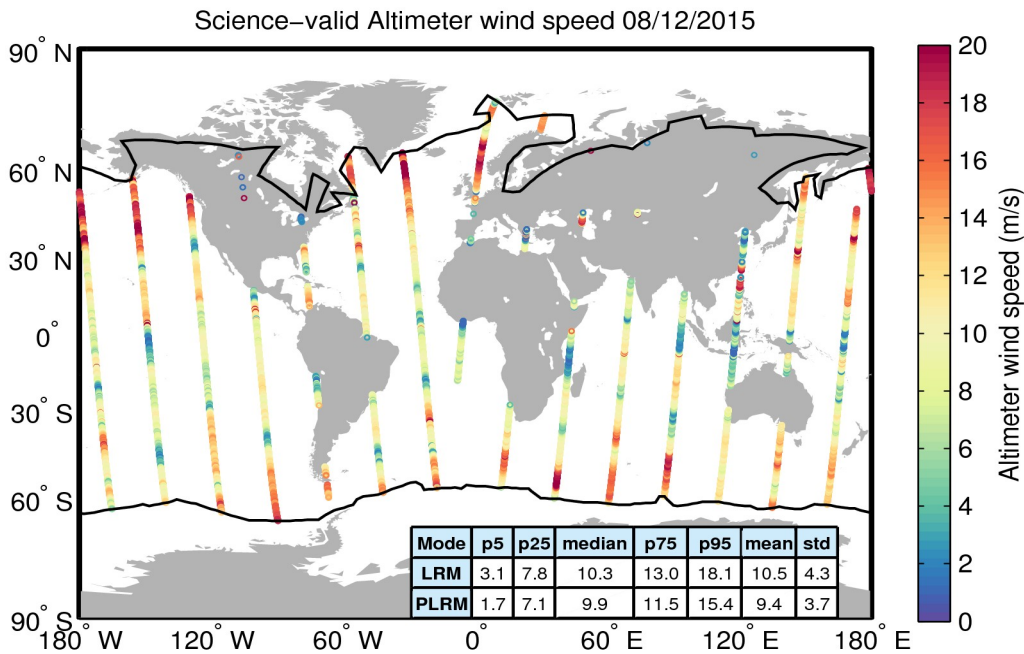 Science−valid Altimeter wind speed 08/12/2015
90° N
60° N
30° N
0°
30° S
60° S
90° S
180° W
120° W
60° W
0°
60° E
120° E
180° E
Mode p5 p25 median p75 p95 mean std
LRM 3.1 7.8 10.3 13.0 18.1 10.5 4.3
PLRM 1.7 7.1 9.9 11.5 15.4 9.4 3.7
20
18
16
14
12
10
8
6
4
2
0
Altimeter wind speed (m/s)